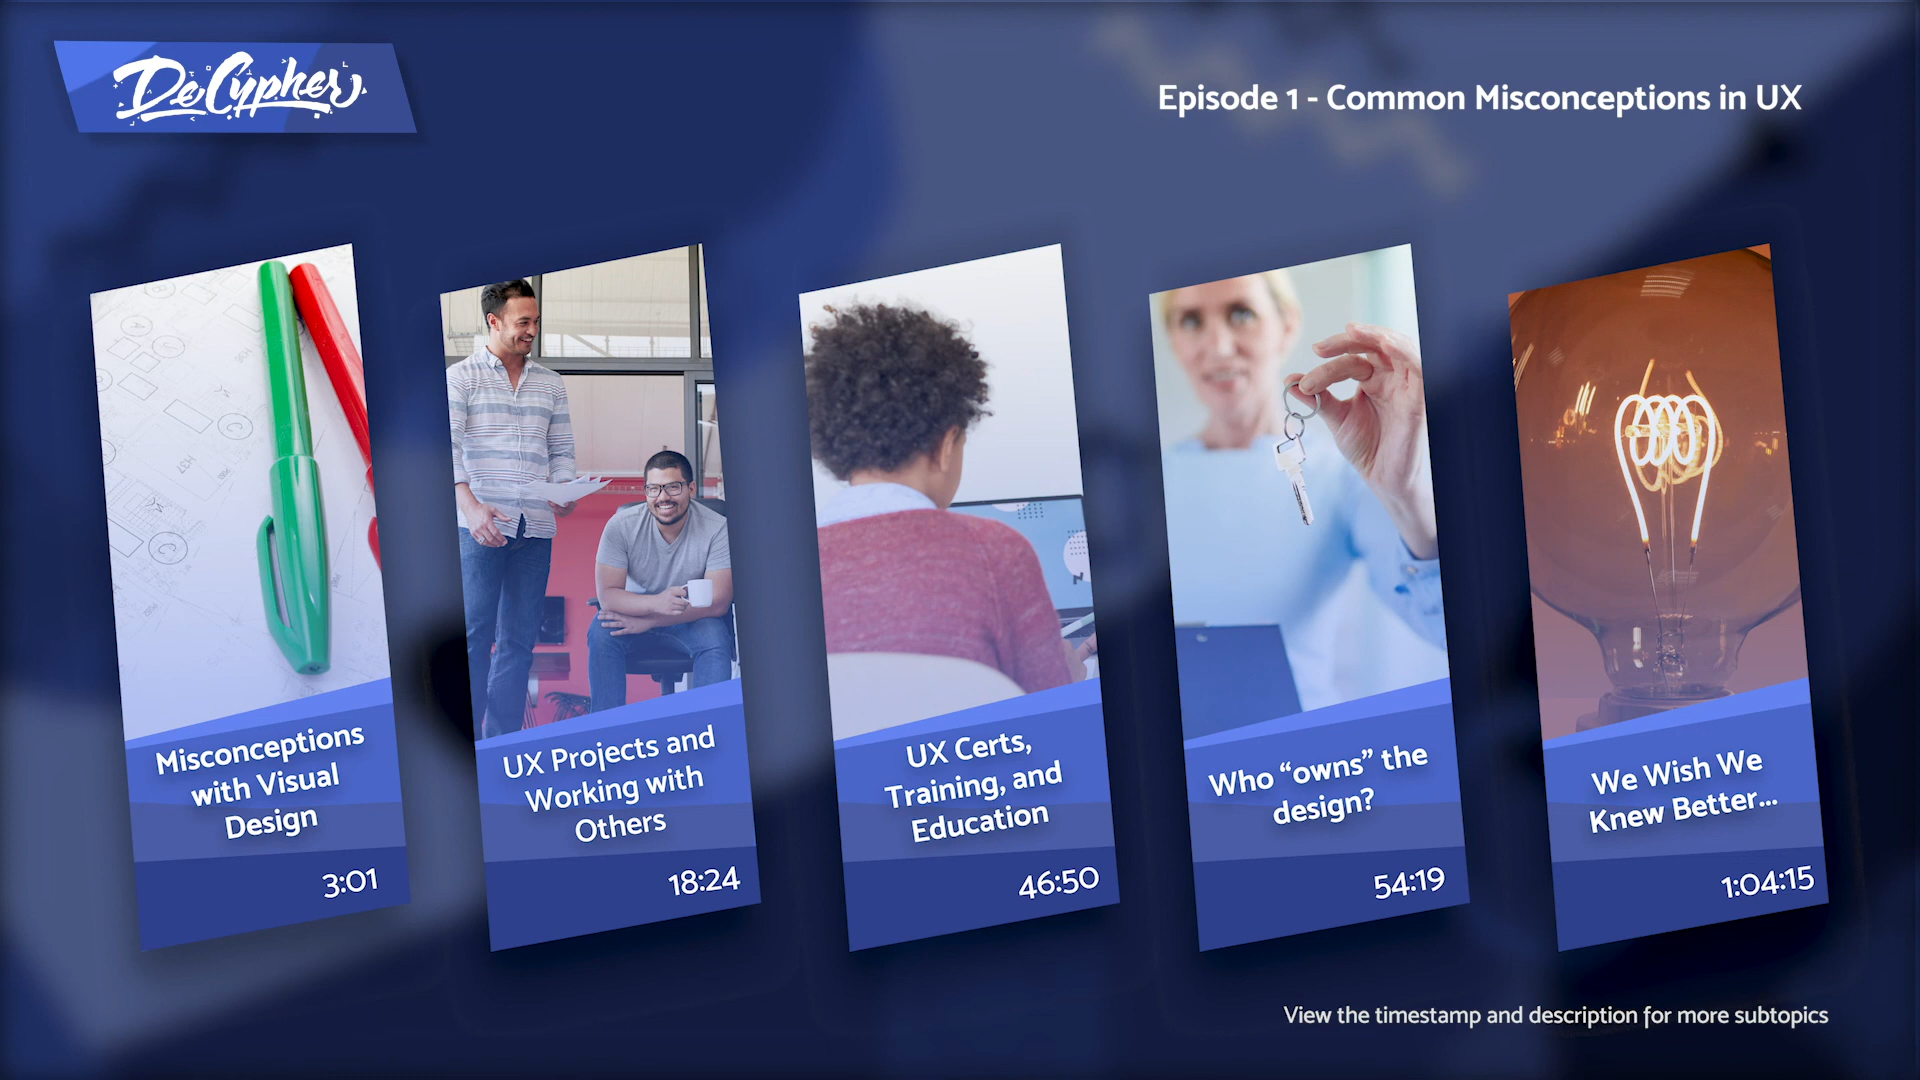 DeCypher
Episode 1 - Common Misconceptions in UX
Misconceptions
with Visual
Design
3:01
UX Projects and
Working with
Others
18:24
UX Certs,
Training, and
Education
46:50
Who “owns” the
design?
54:19
We Wish We
Knew Better...
1:04:15
View the timestamp and description for more subtopics